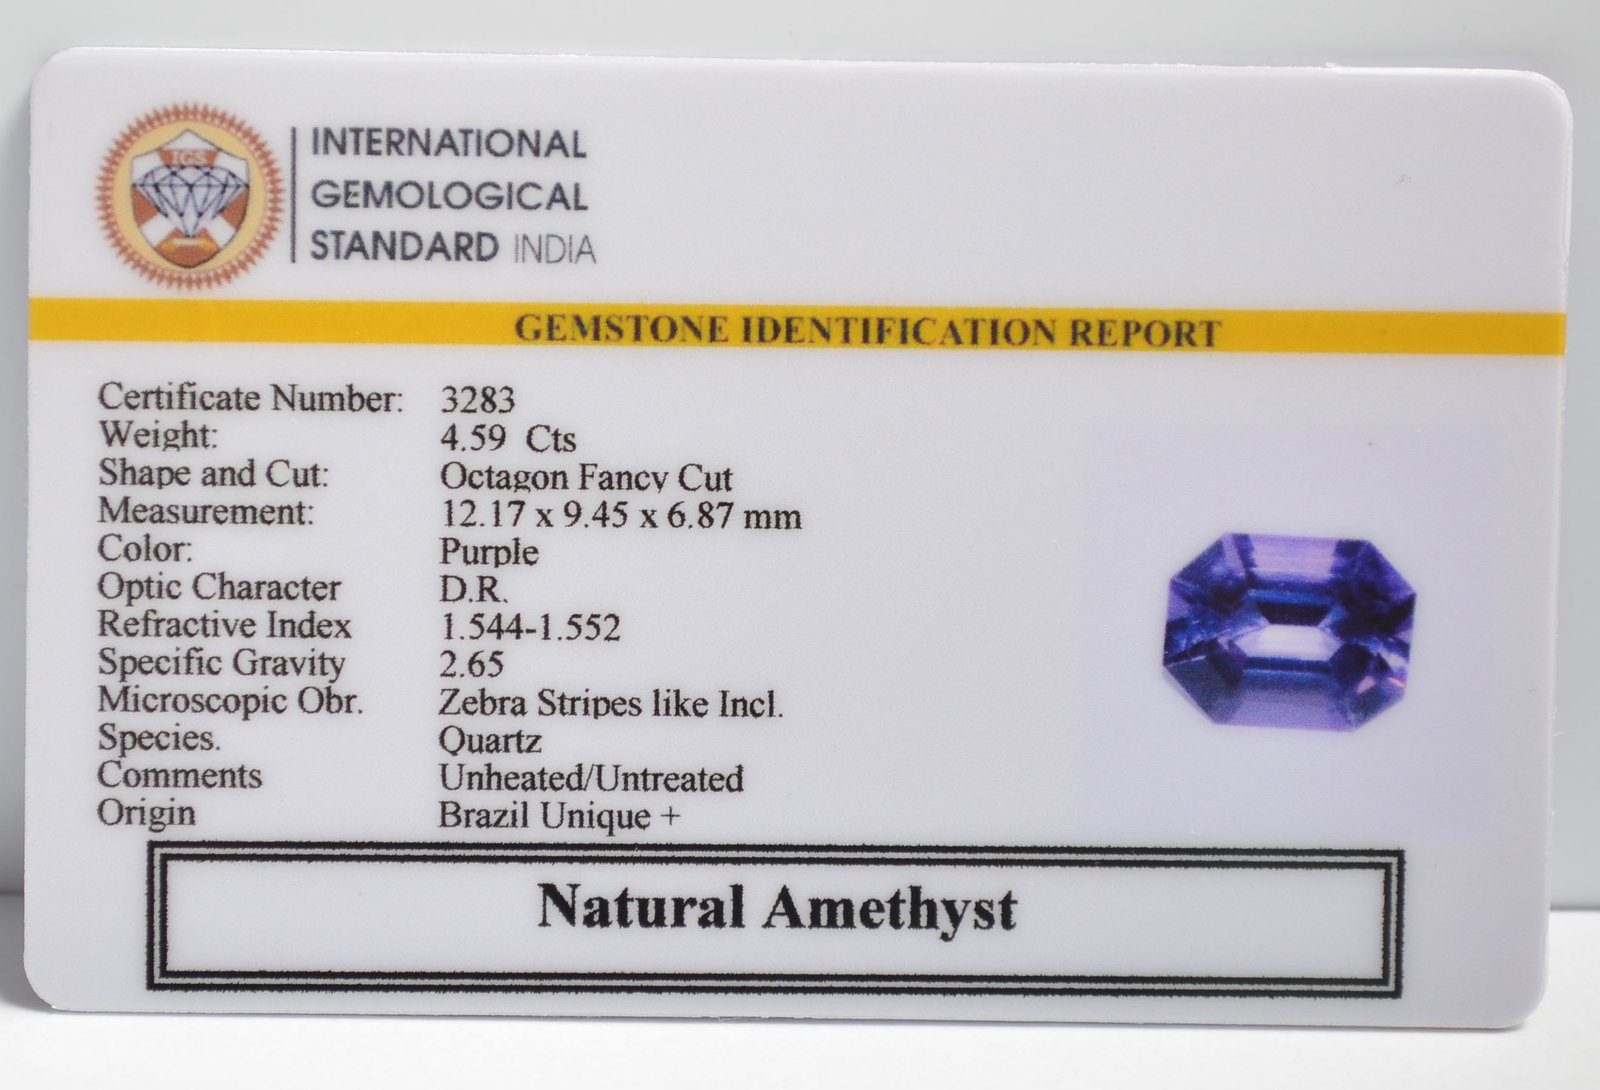 IGS
INTERNATIONAL
GEMOLOGICAL
STANDARD INDIA
GEMSTONE IDENTIFICATION REPORT
Certificate Number: 3283
Weight: 4.59 Cts
Shape and Cut: Octagon Fancy Cut
Measurement: 12.17 x 9.45 x 6.87 mm
Color: Purple
Optic Character D.R.
Refractive Index 1.544-1.552
Specific Gravity 2.65
Microscopic Obr. Zebra Stripes like Incl.
Species. Quartz
Comments Unheated/Untreated
Origin Brazil Unique +
Natural Amethyst